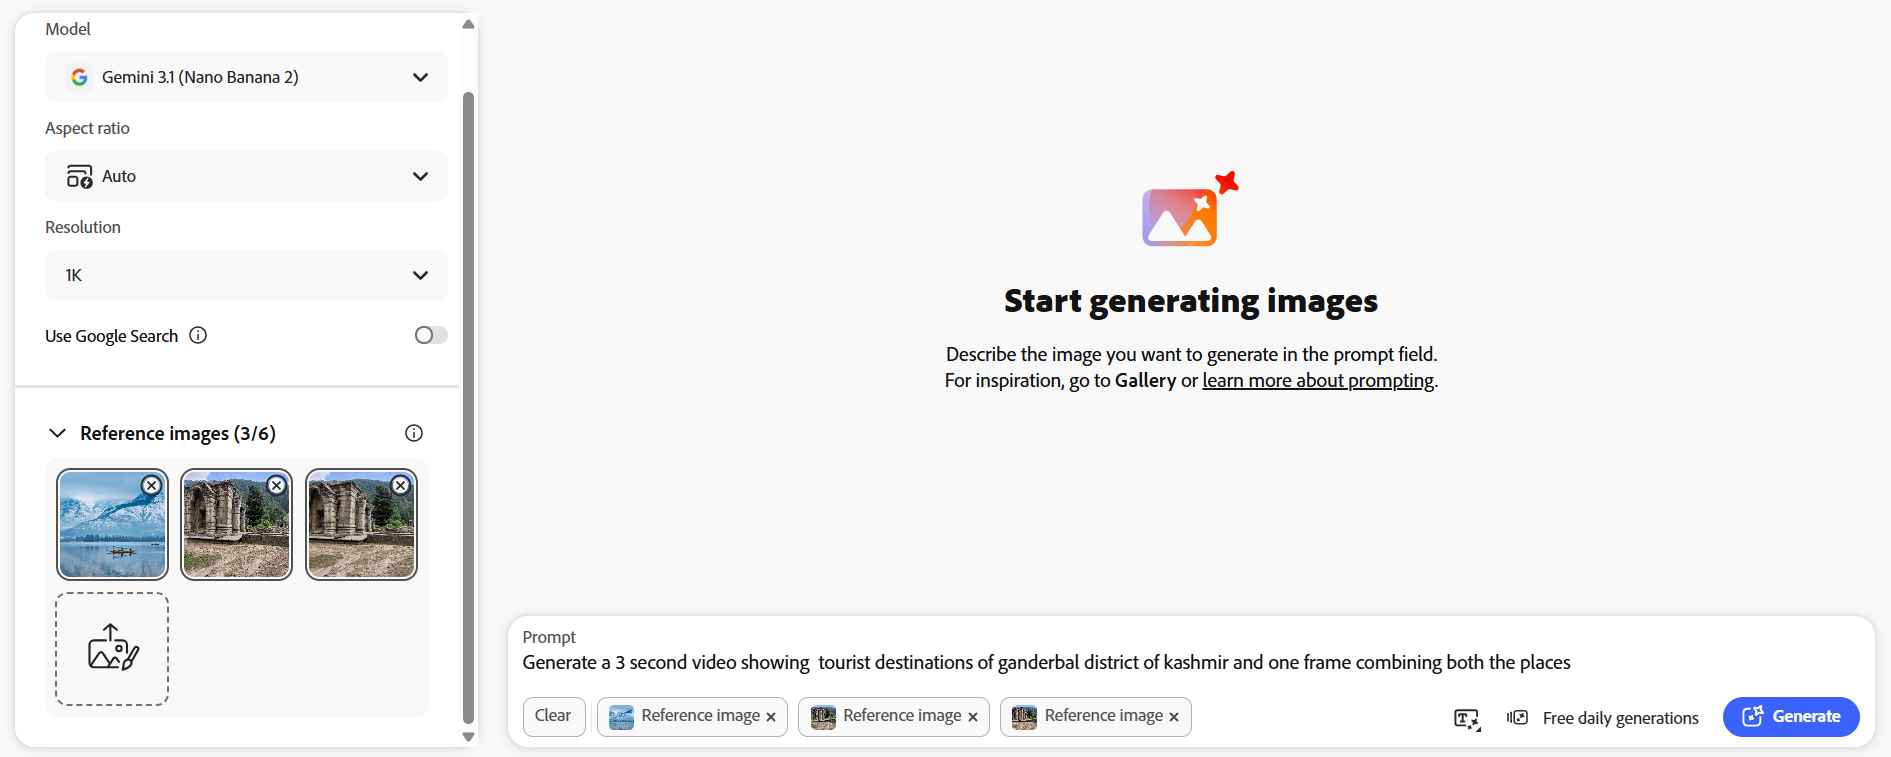 Model
Gemini 3.1 (Nano Banana 2)
Aspect ratio
Auto
Resolution
1K
Use Google Search
Reference images (3/6)
Start generating images
Describe the image you want to generate in the prompt field.
For inspiration, go to Gallery or learn more about prompting.
Prompt
Generate a 3 second video showing  tourist destinations of ganderbal district of kashmir and one frame combining both the places
Clear
Reference image
Reference image
Reference image
Free daily generations
Generate